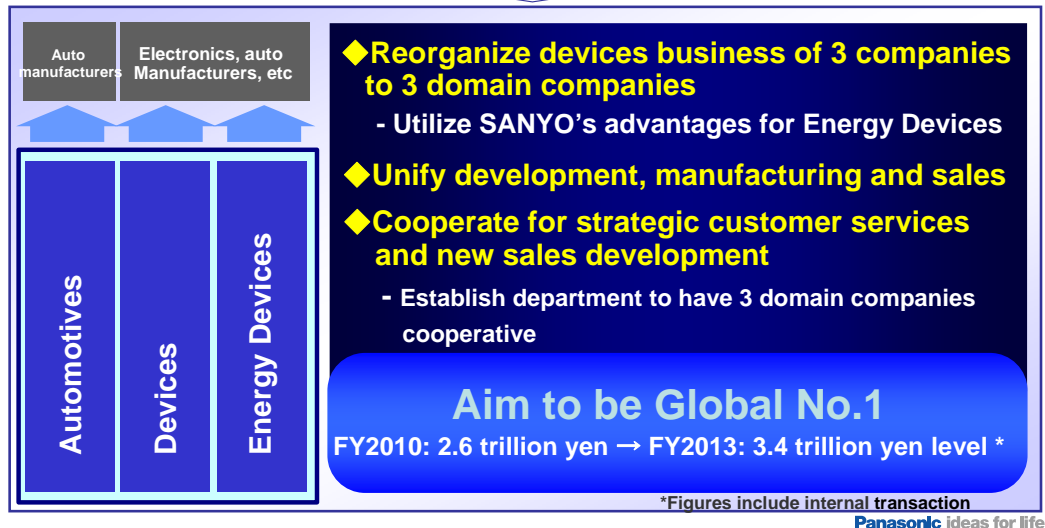 Auto
manufacturers
Electronics, auto
Manufacturers, etc
Automotives
Devices
Energy Devices
◆Reorganize devices business of 3 companies
to 3 domain companies
- Utilize SANYO’s advantages for Energy Devices
◆Unify development, manufacturing and sales
◆Cooperate for strategic customer services
and new sales development
- Establish department to have 3 domain companies
cooperative
Aim to be Global No.1
FY2010: 2.6 trillion yen → FY2013: 3.4 trillion yen level *
*Figures include internal transaction
Panasonic ideas for life